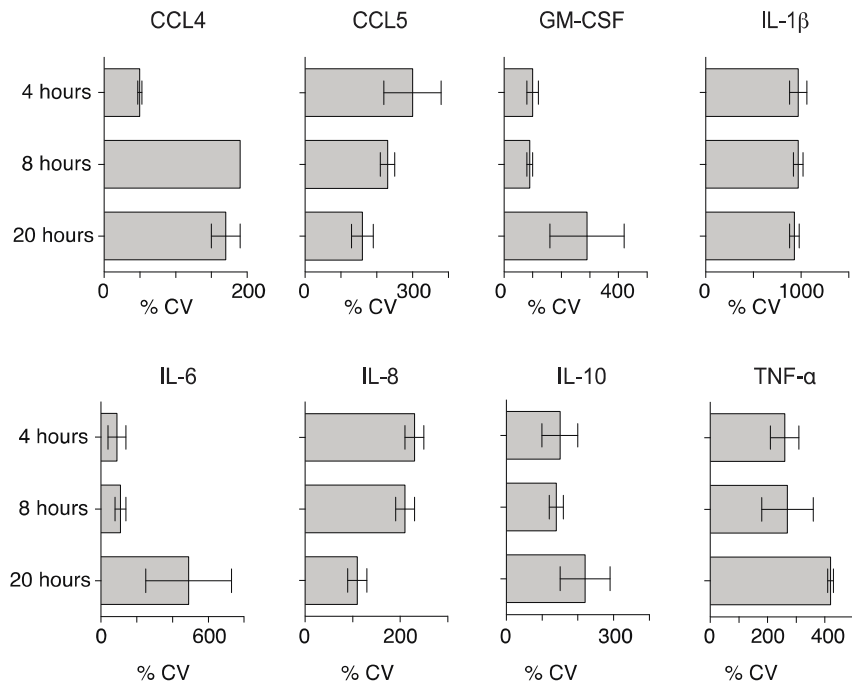 CCL4 CCL5 GM-CSF IL-1β
4 hours
8 hours
20 hours
0 200 0 300 0 400 0 1000
% CV % CV % CV % CV
IL-6 IL-8 IL-10 TNF-α
4 hours
8 hours
20 hours
0 600 0 200 0 300 0 200 400
% CV % CV % CV % CV